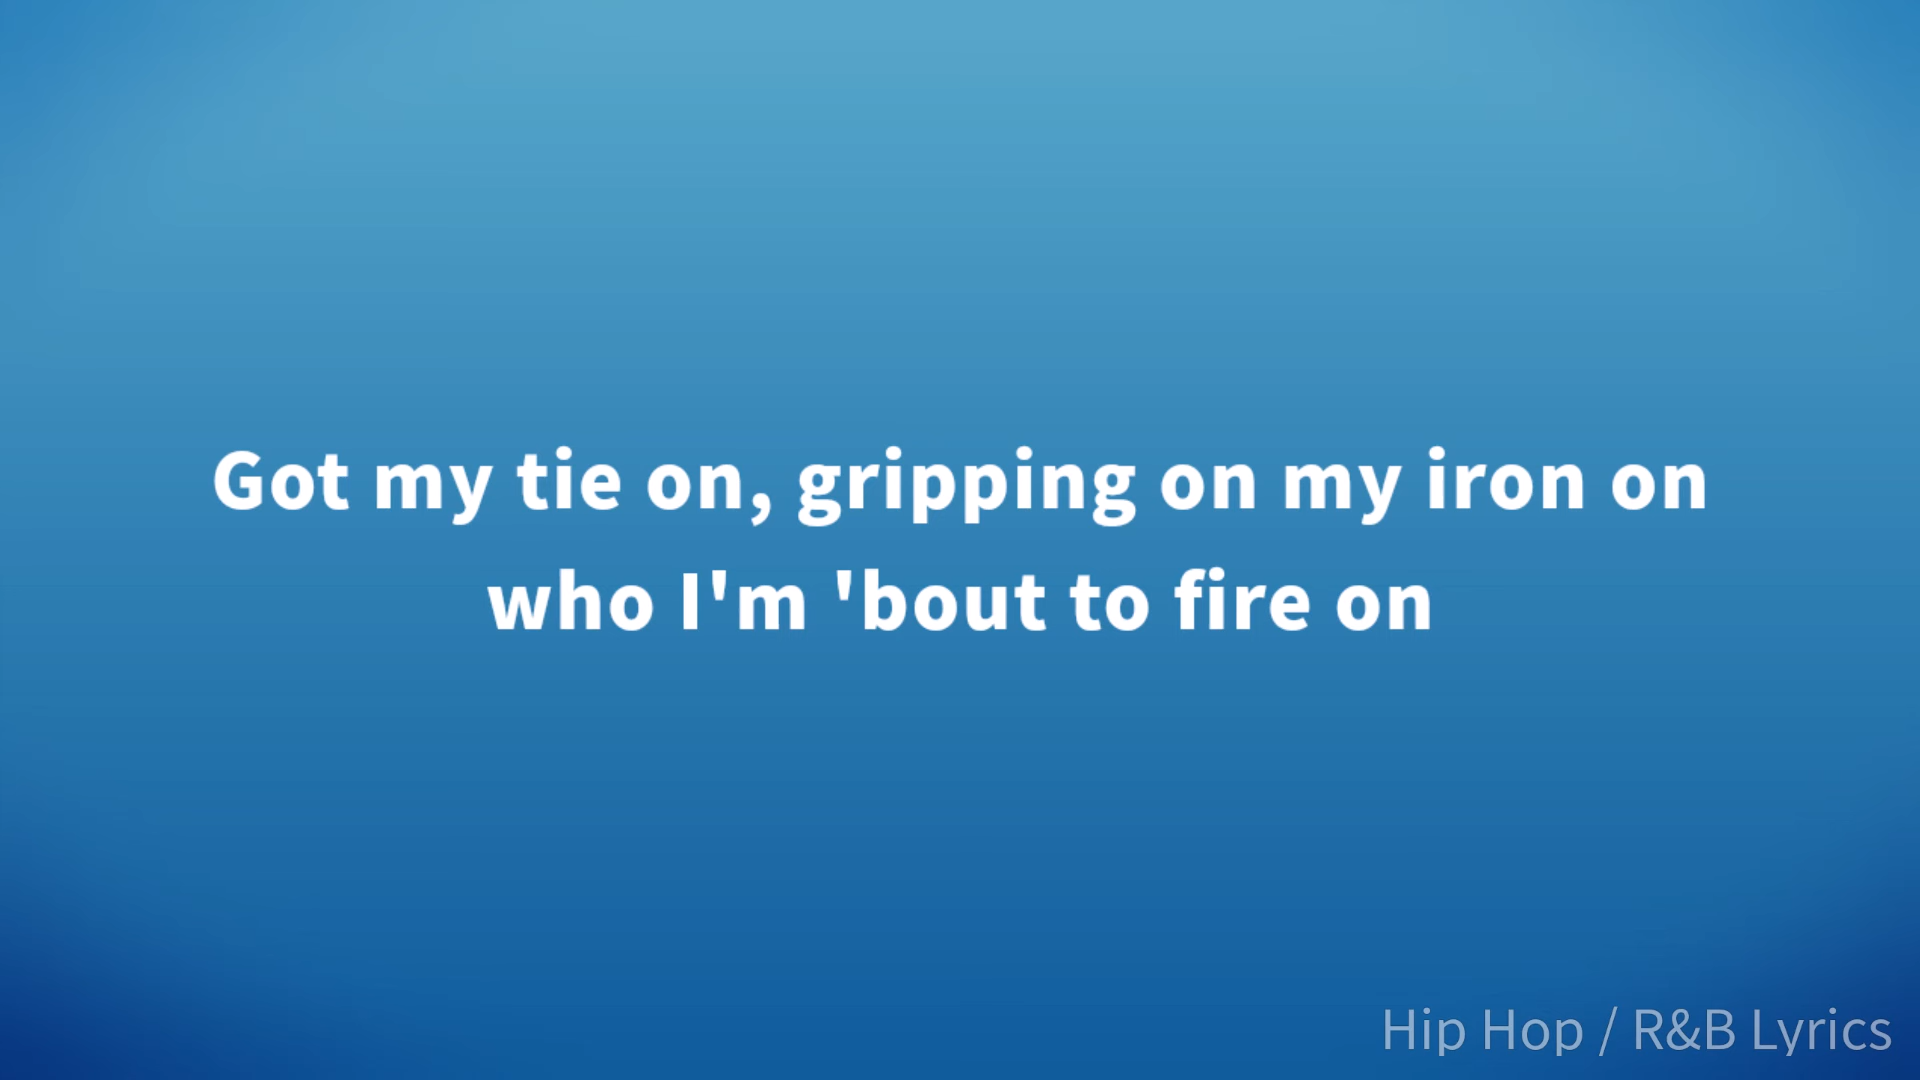 Got my tie on, gripping on my iron on
who I'm 'bout to fire on
Hip Hop / R&B Lyrics